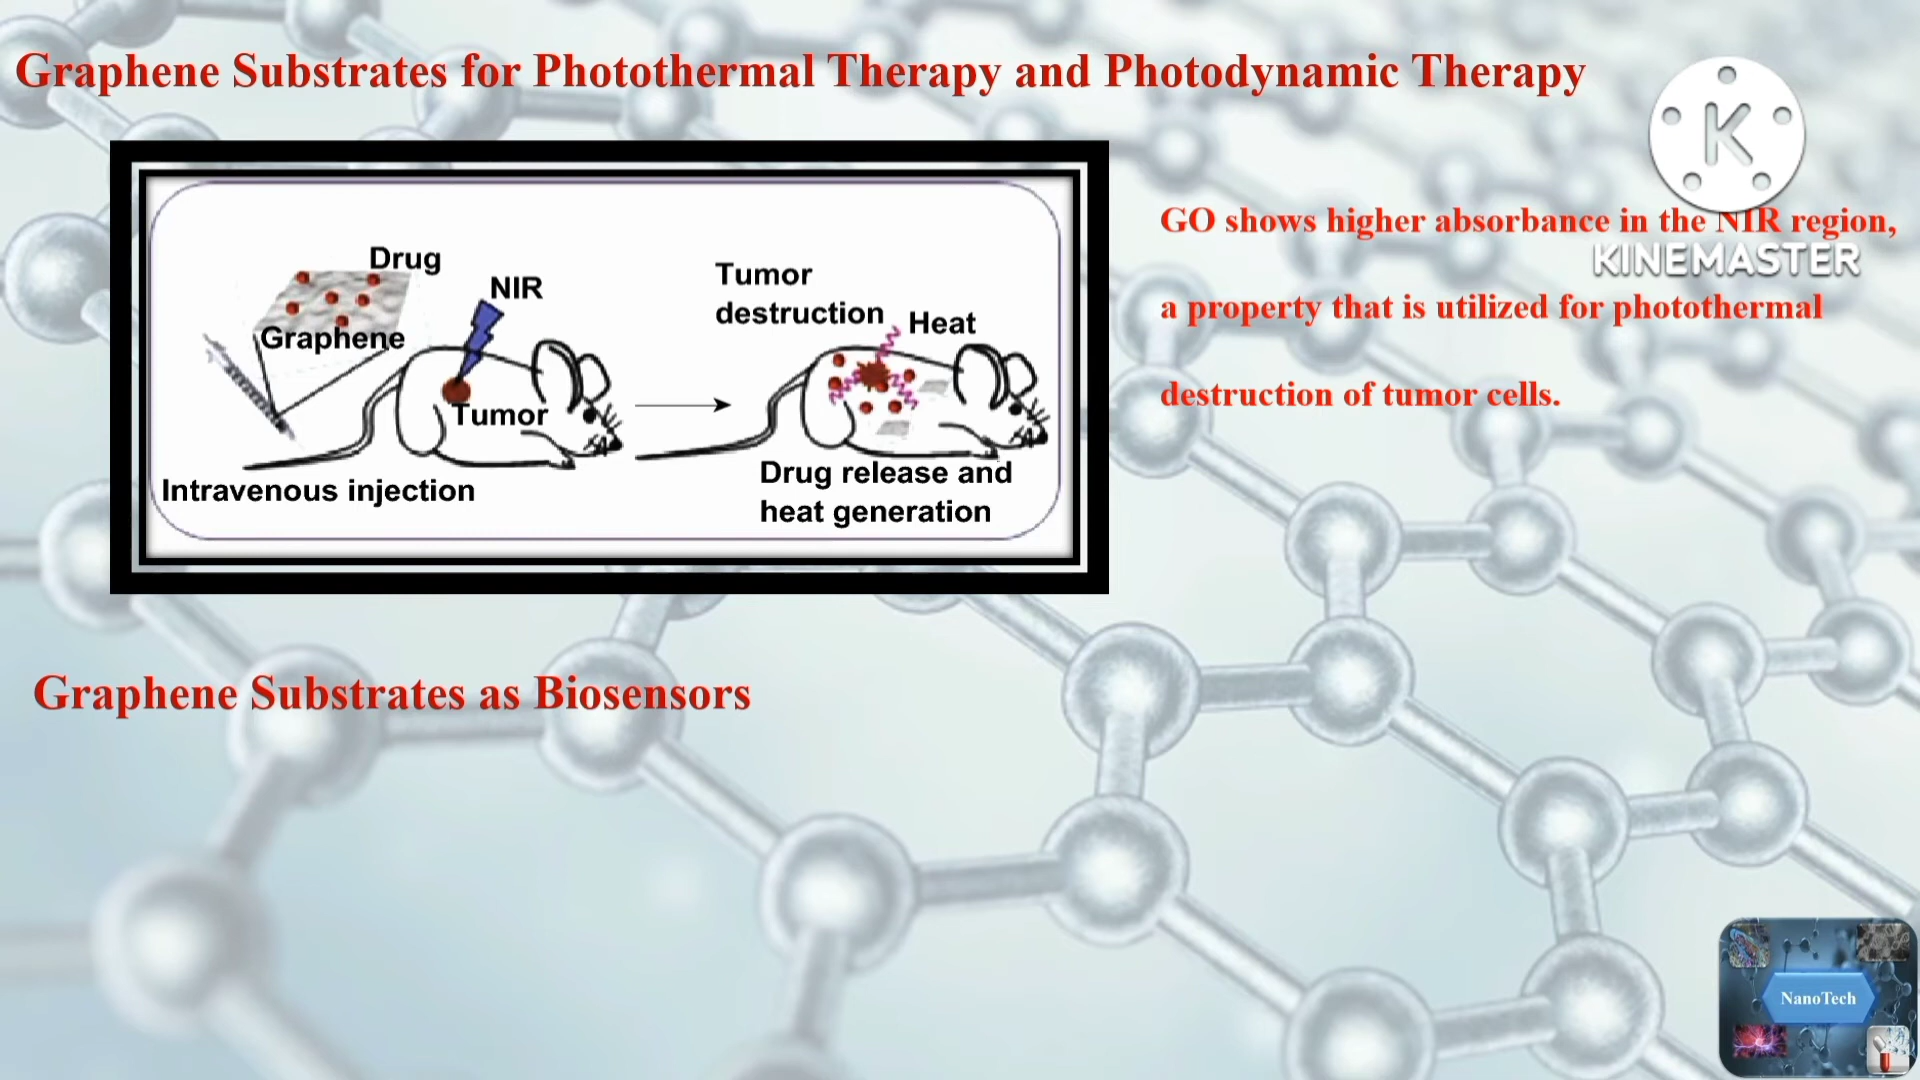 Graphene Substrates for Photothermal Therapy and Photodynamic Therapy
K
KINEMASTER
GO shows higher absorbance in the NIR region,
a property that is utilized for photothermal
destruction of tumor cells.
Drug
NIR
Graphene
Tumor
Intravenous injection
Tumor
destruction
Heat
Drug release and
heat generation
Graphene Substrates as Biosensors
NanoTech